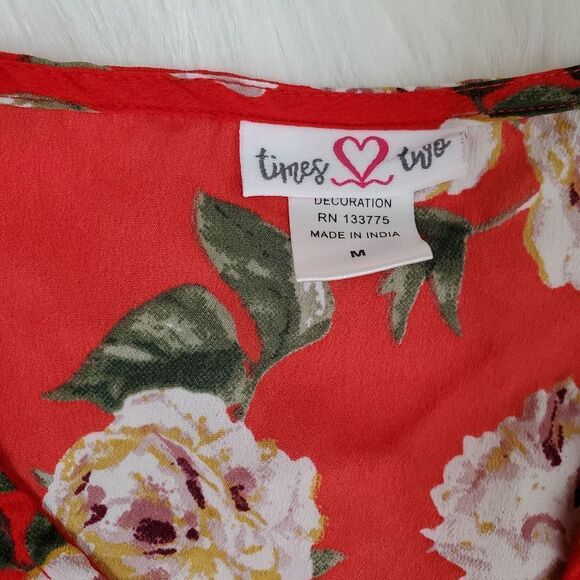 times two
DECORATION
RN 133775
MADE IN INDIA
M